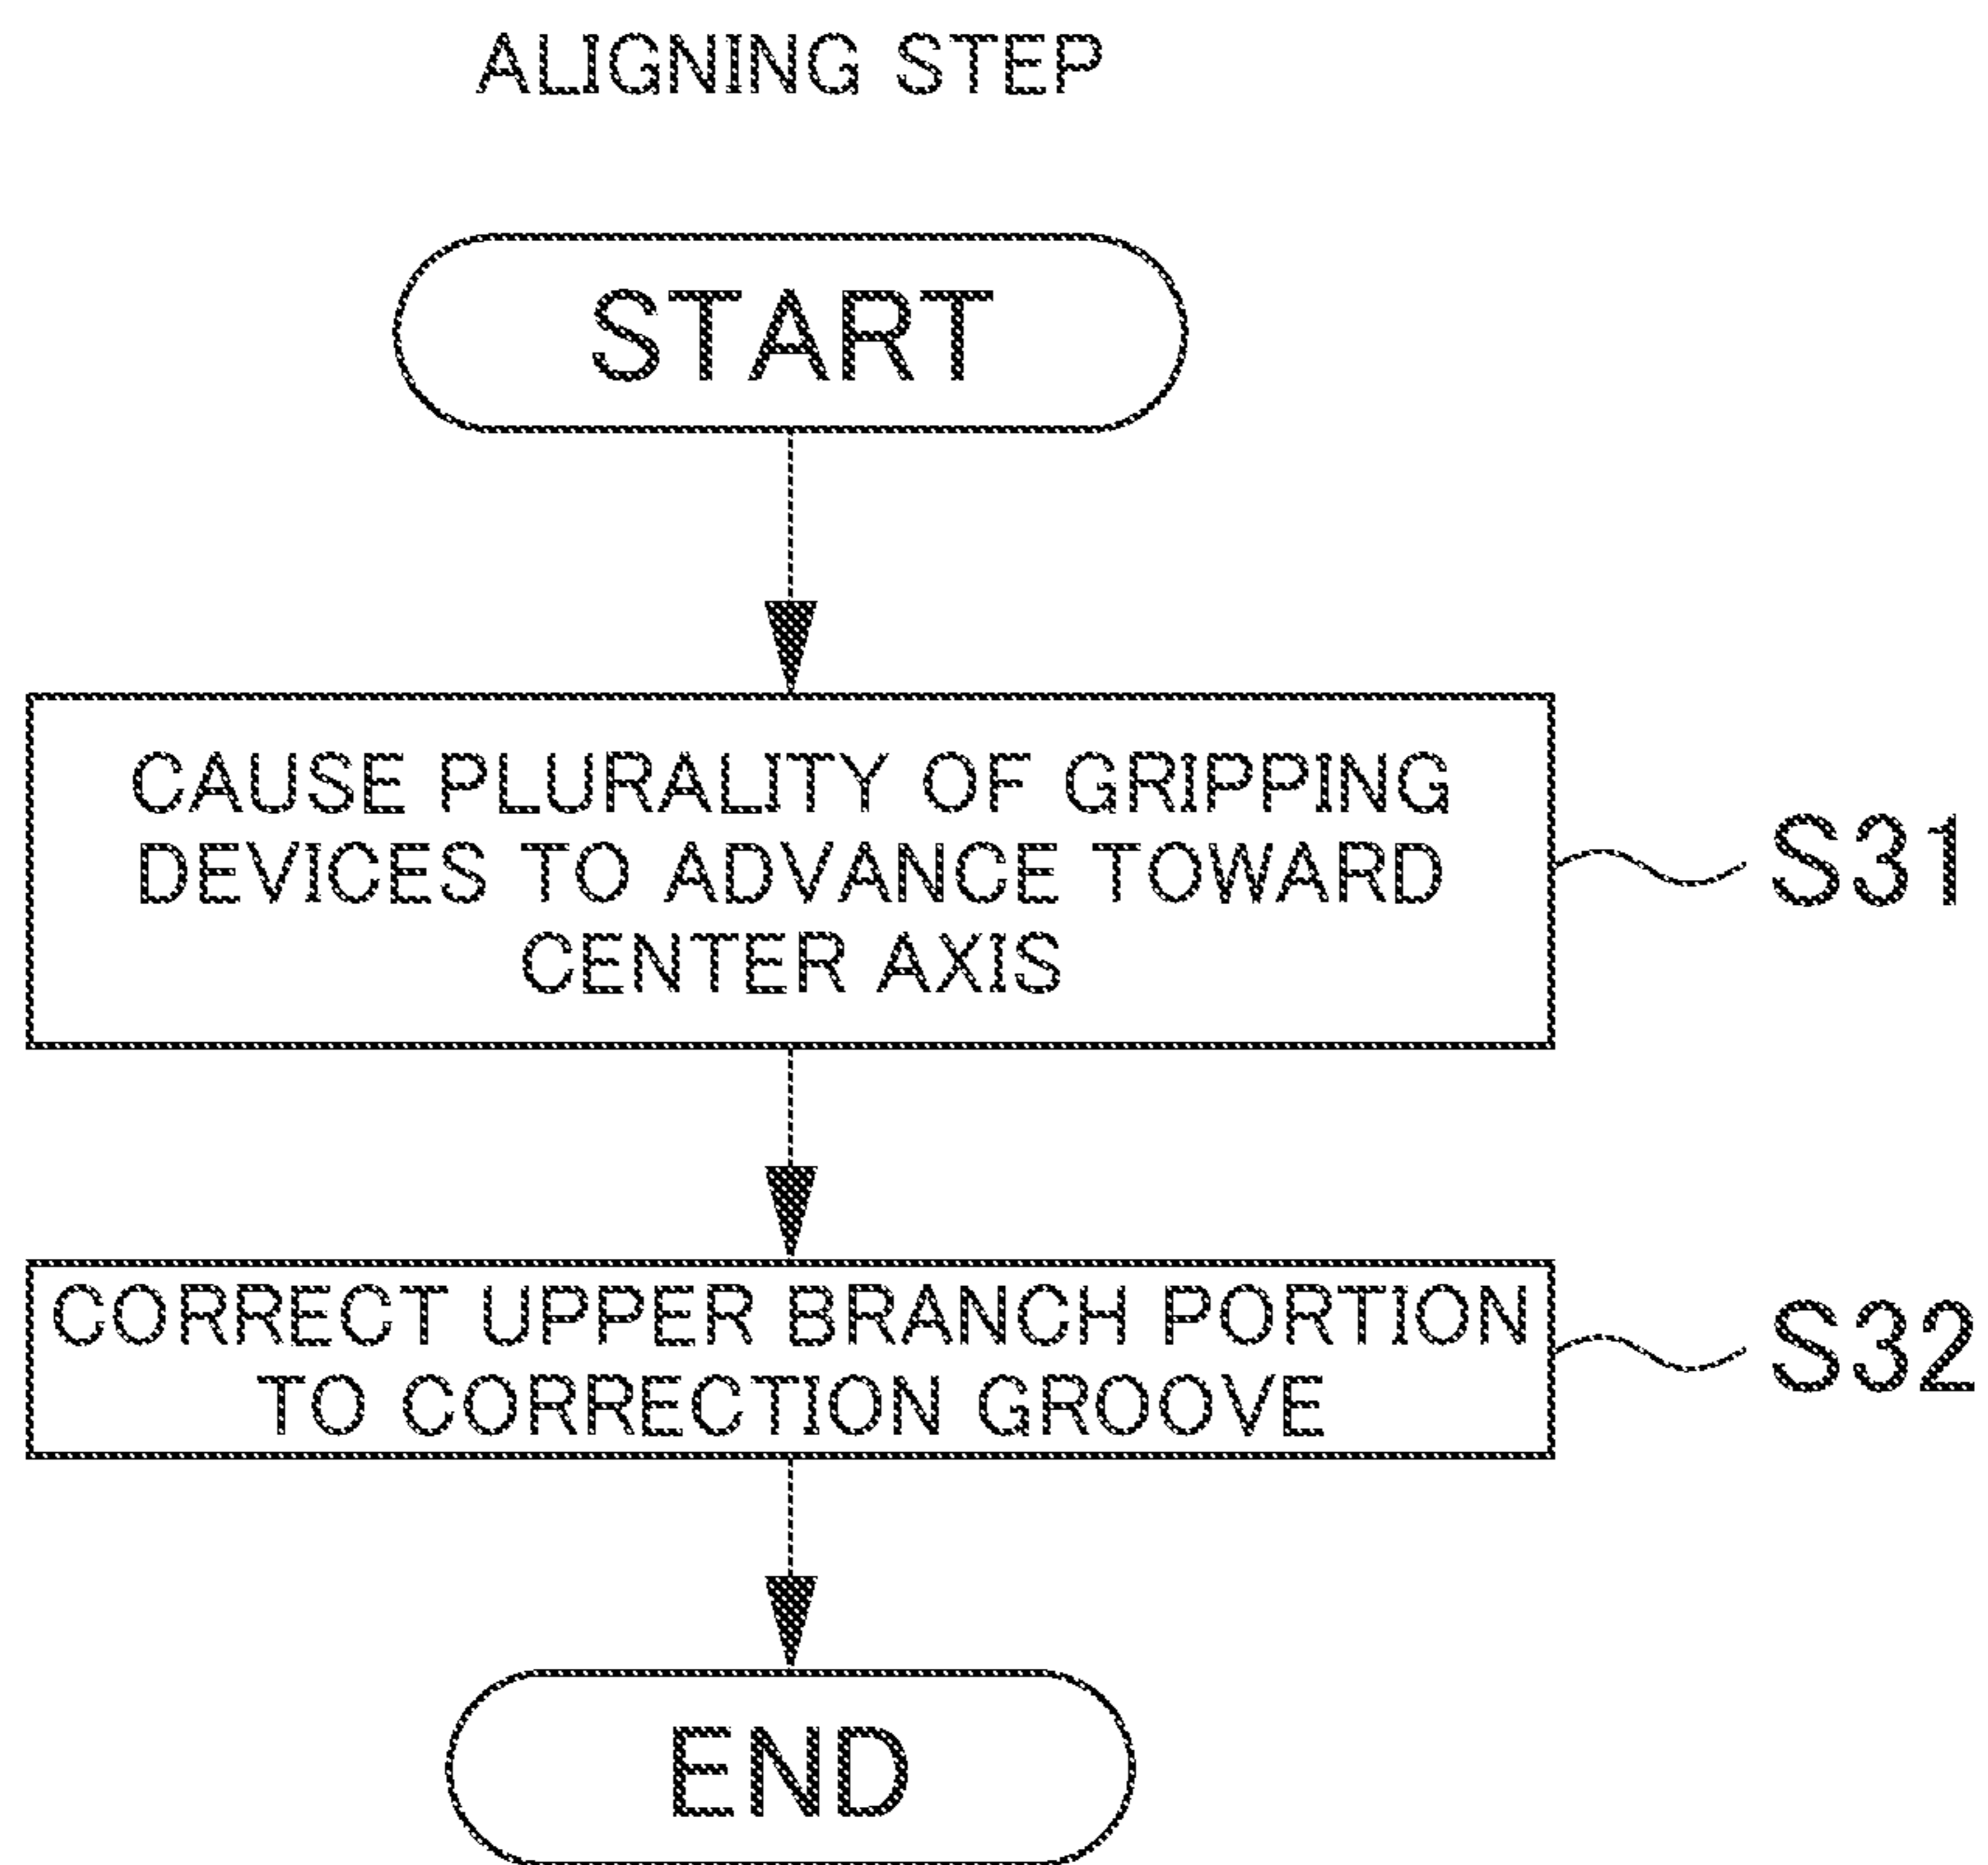 ALIGNING STEP
START
CAUSE PLURALITY OF GRIPPING
DEVICES TO ADVANCE TOWARD
CENTER AXIS
S31
CORRECT UPPER BRANCH PORTION
TO CORRECTION GROOVE
S32
END